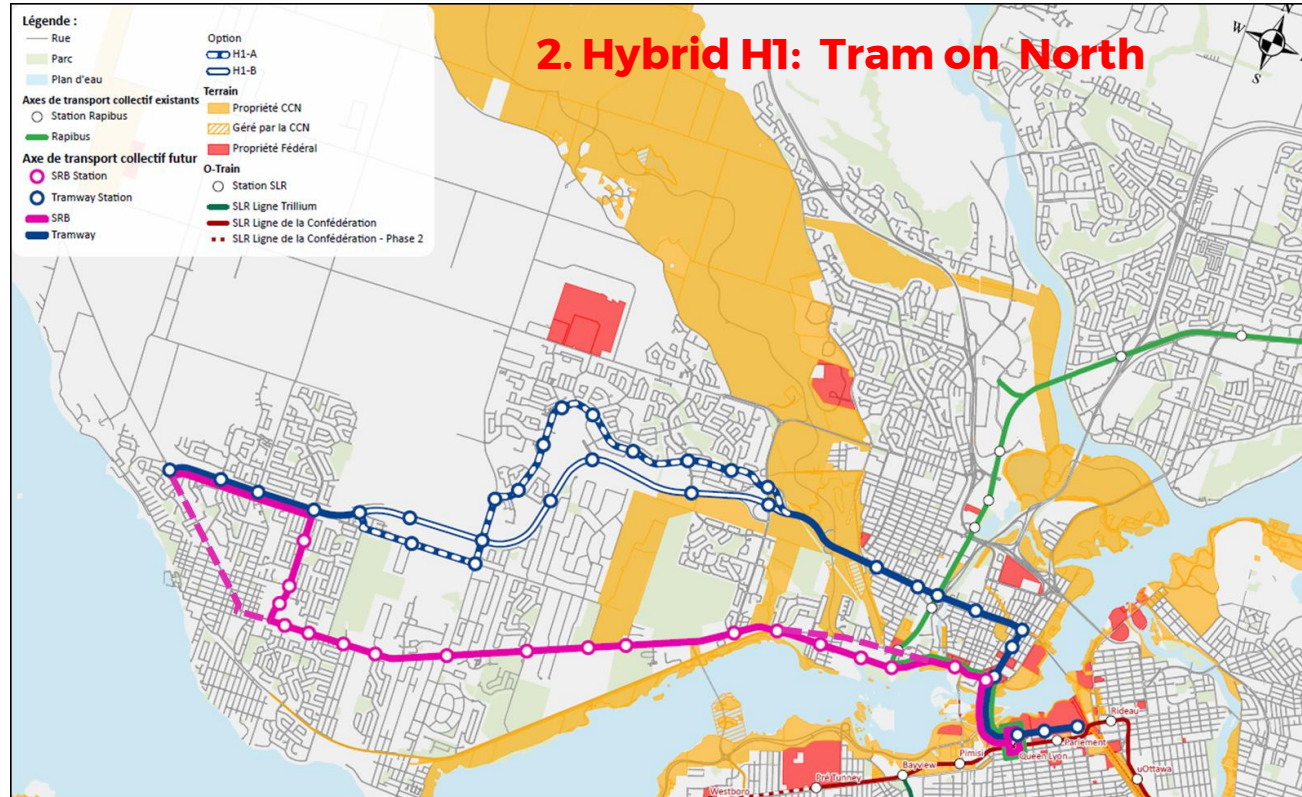 2. Hybrid H1: Tram on North
Légende :
Rue
Parc
Plan d'eau
Axes de transport collectif existants
Station Rapibus
Rapibus
Axe de transport collectif futur
SRB Station
Tramway Station
SRB
Tramway
Option
H1-A
H1-B
Terrain
Propriété CCN
Géré par la CCN
Propriété Fédéral
O-Train
Station SLR
SLR Ligne Trillium
SLR Ligne de la Confédération
SLR Ligne de la Confédération - Phase 2
N
W
S
Rideau
Parlement
Queen Lyon
Pimisi
uOttawa
Bayview
Pré Tunney
Westboro